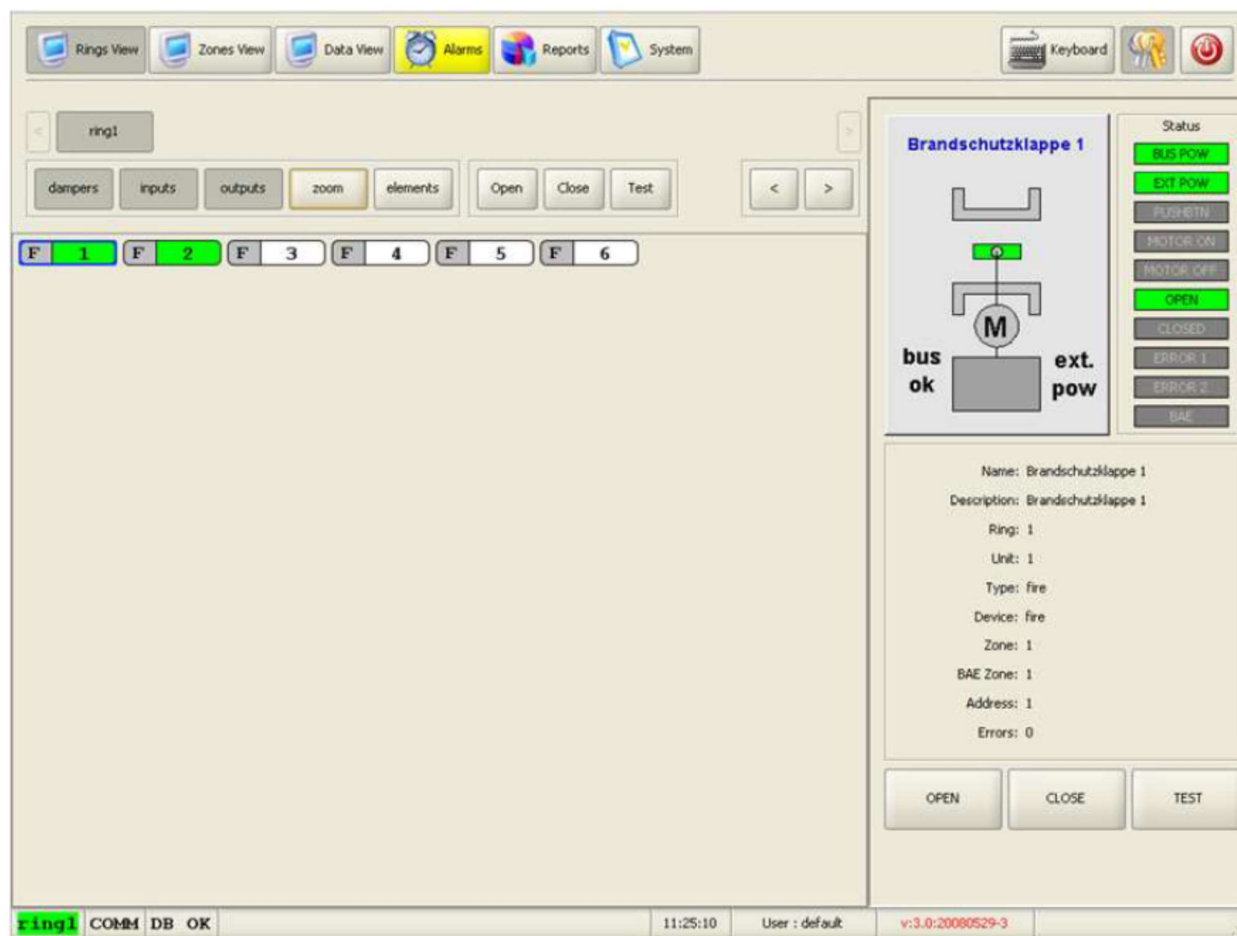 Rings View Zones View Data View Alarms Reports System Keyboard
< ring1 >
dampers inputs outputs zoom elements Open Close Test < >
F 1 F 2 F 3 F 4 F 5 F 6
Brandschutzklappe 1
M
bus ok
ext. pow
Status
BUS POW
EXT POW
PUSHBTN
MOTOR ON
MOTOR OFF
OPEN
CLOSED
ERROR 1
ERROR 2
BAE
Name: Brandschutzklappe 1
Description: Brandschutzklappe 1
Ring: 1
Unit: 1
Type: fire
Device: fire
Zone: 1
BAE Zone: 1
Address: 1
Errors: 0
OPEN CLOSE TEST
ring1 COMM DB OK 11:25:10 User : default v:3.0:20080529-3